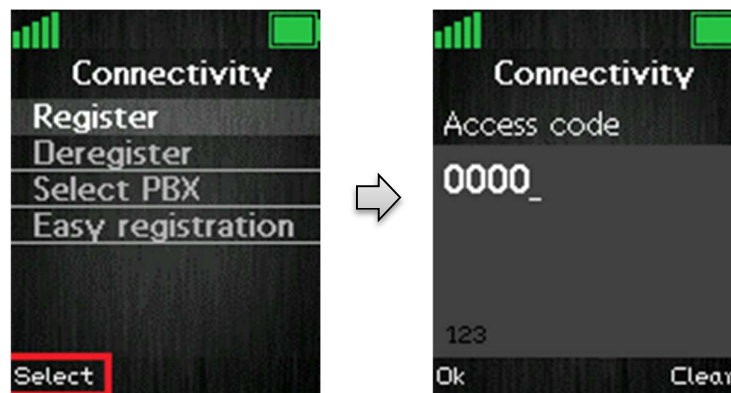 Connectivity
Register
Deregister
Select PBX
Easy registration
Select
Connectivity
Access code
0000_
123
Ok Clear